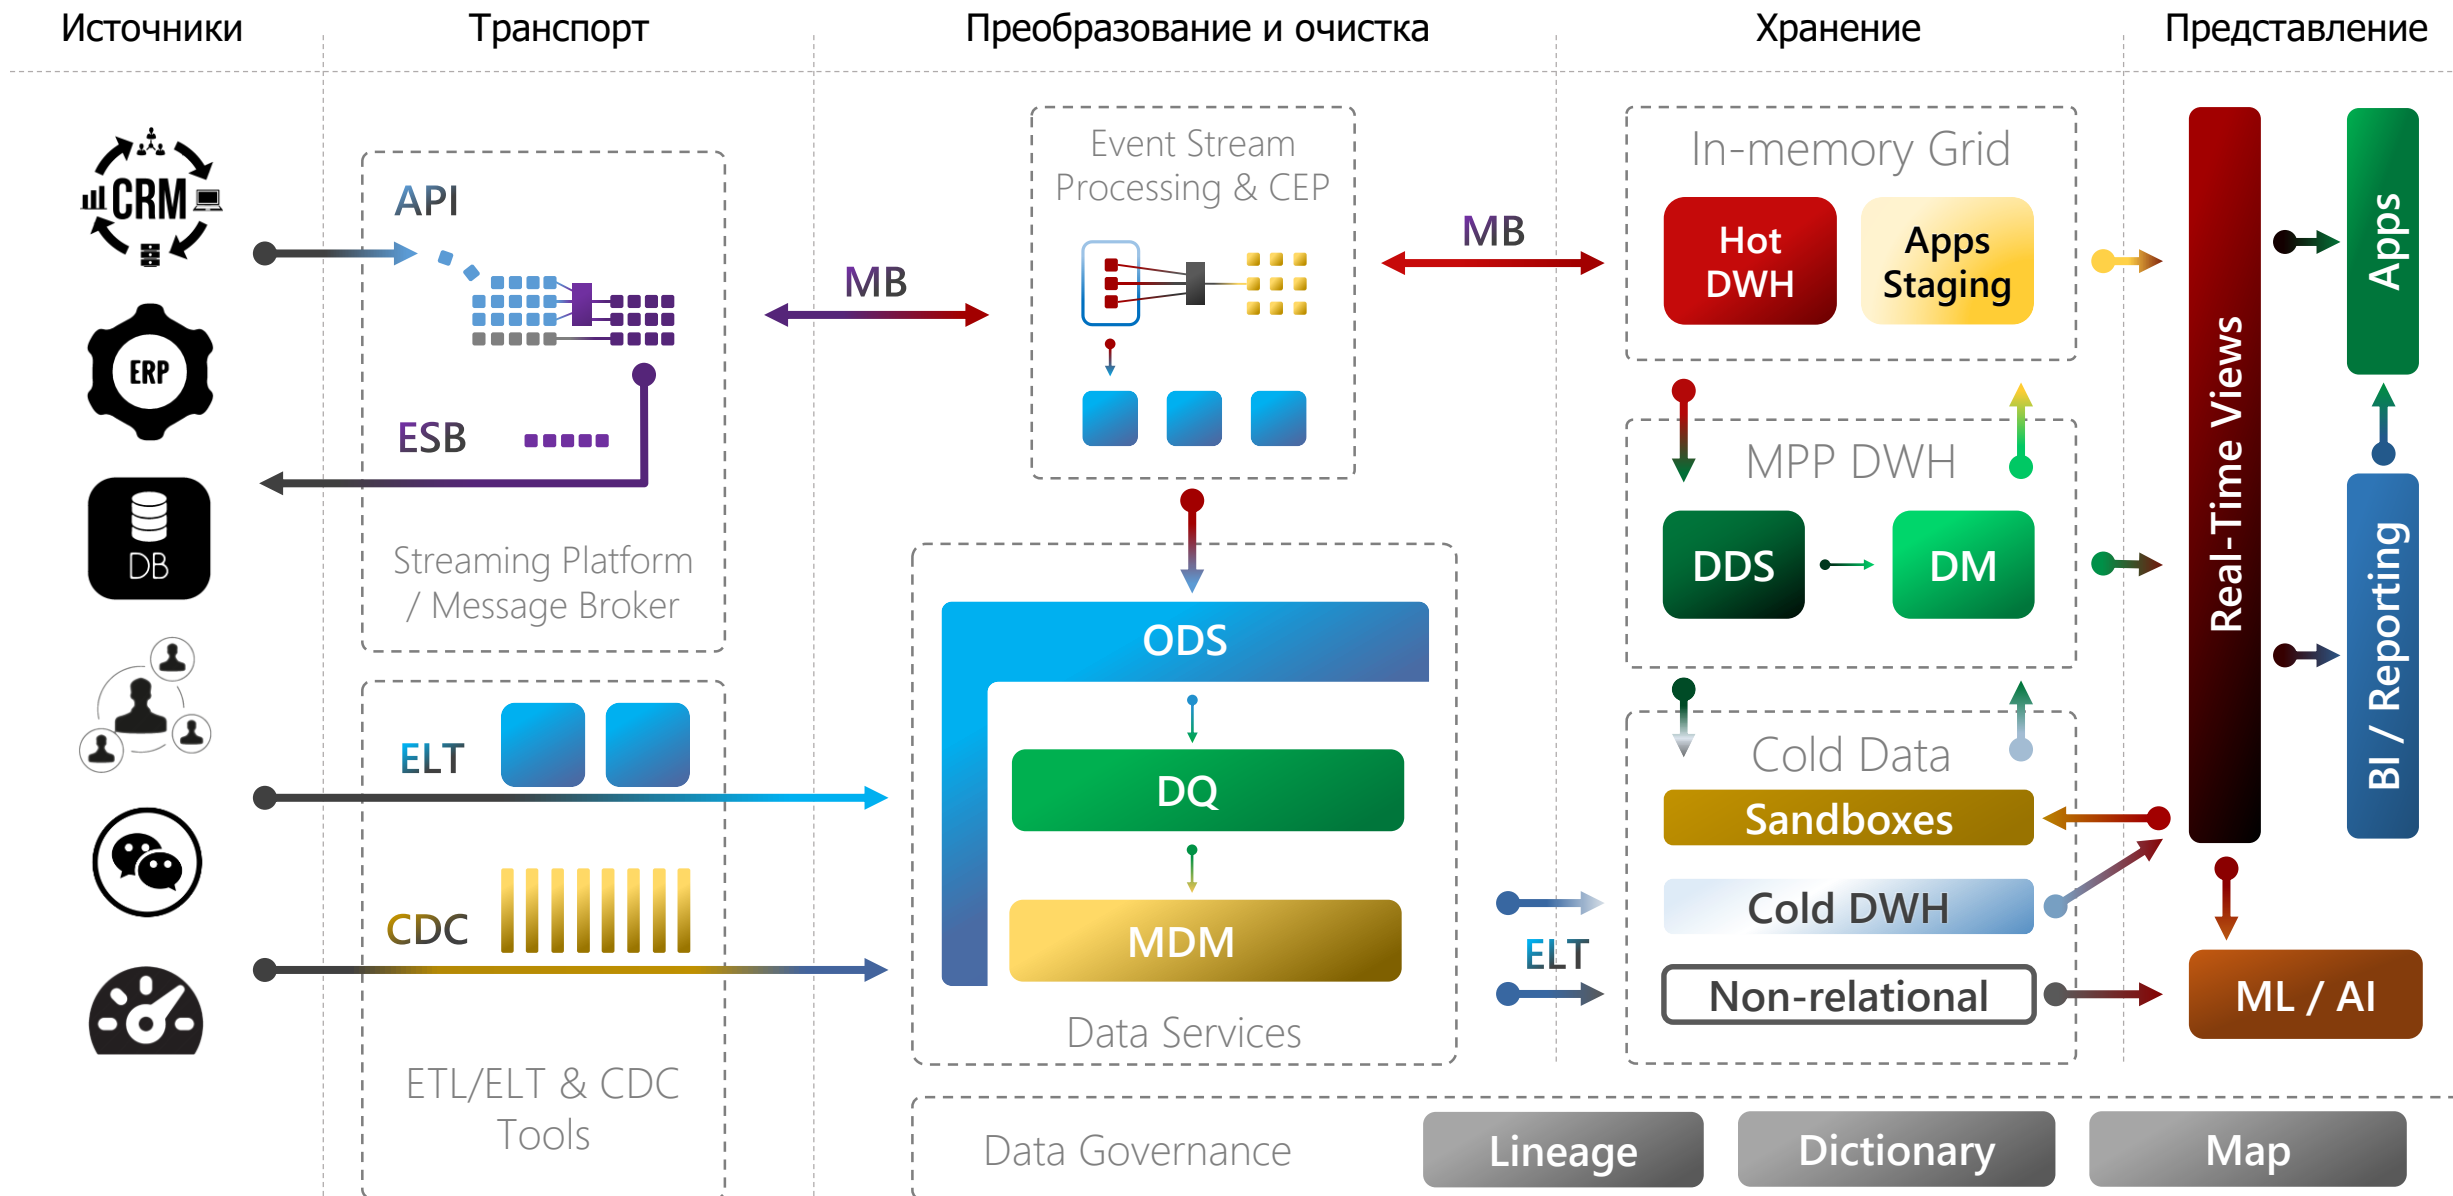 Источники
Транспорт
Преобразование и очистка
Хранение
Представление
CRM
ERP
DB
API
ESB
Streaming Platform
/ Message Broker
ELT
CDC
ETL/ELT & CDC
Tools
MB
Event Stream
Processing & CEP
MB
ODS
DQ
MDM
Data Services
ELT
In-memory Grid
Hot
DWH
Apps
Staging
MPP DWH
DDS
DM
Cold Data
Sandboxes
Cold DWH
Non-relational
Real-Time Views
Apps
BI / Reporting
ML / AI
Data Governance
Lineage
Dictionary
Map